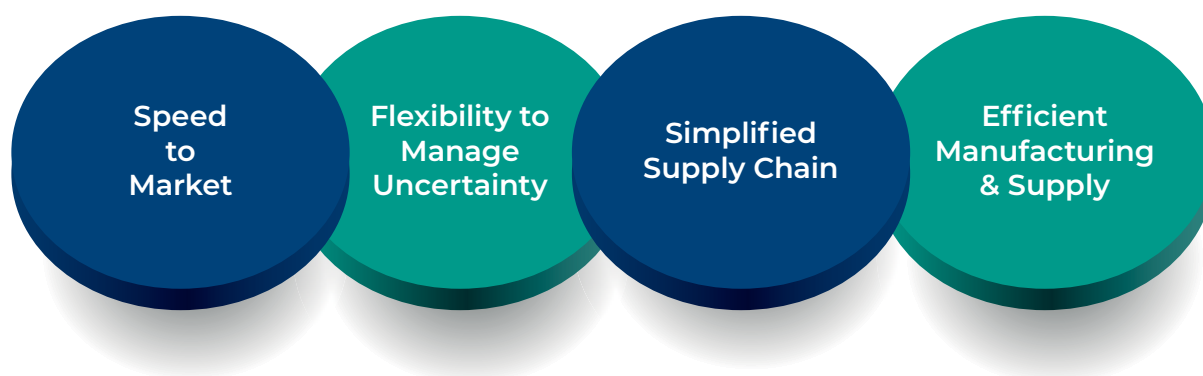 Speed
to
Market
Flexibility to
Manage
Uncertainty
Simplified
Supply Chain
Efficient
Manufacturing
& Supply